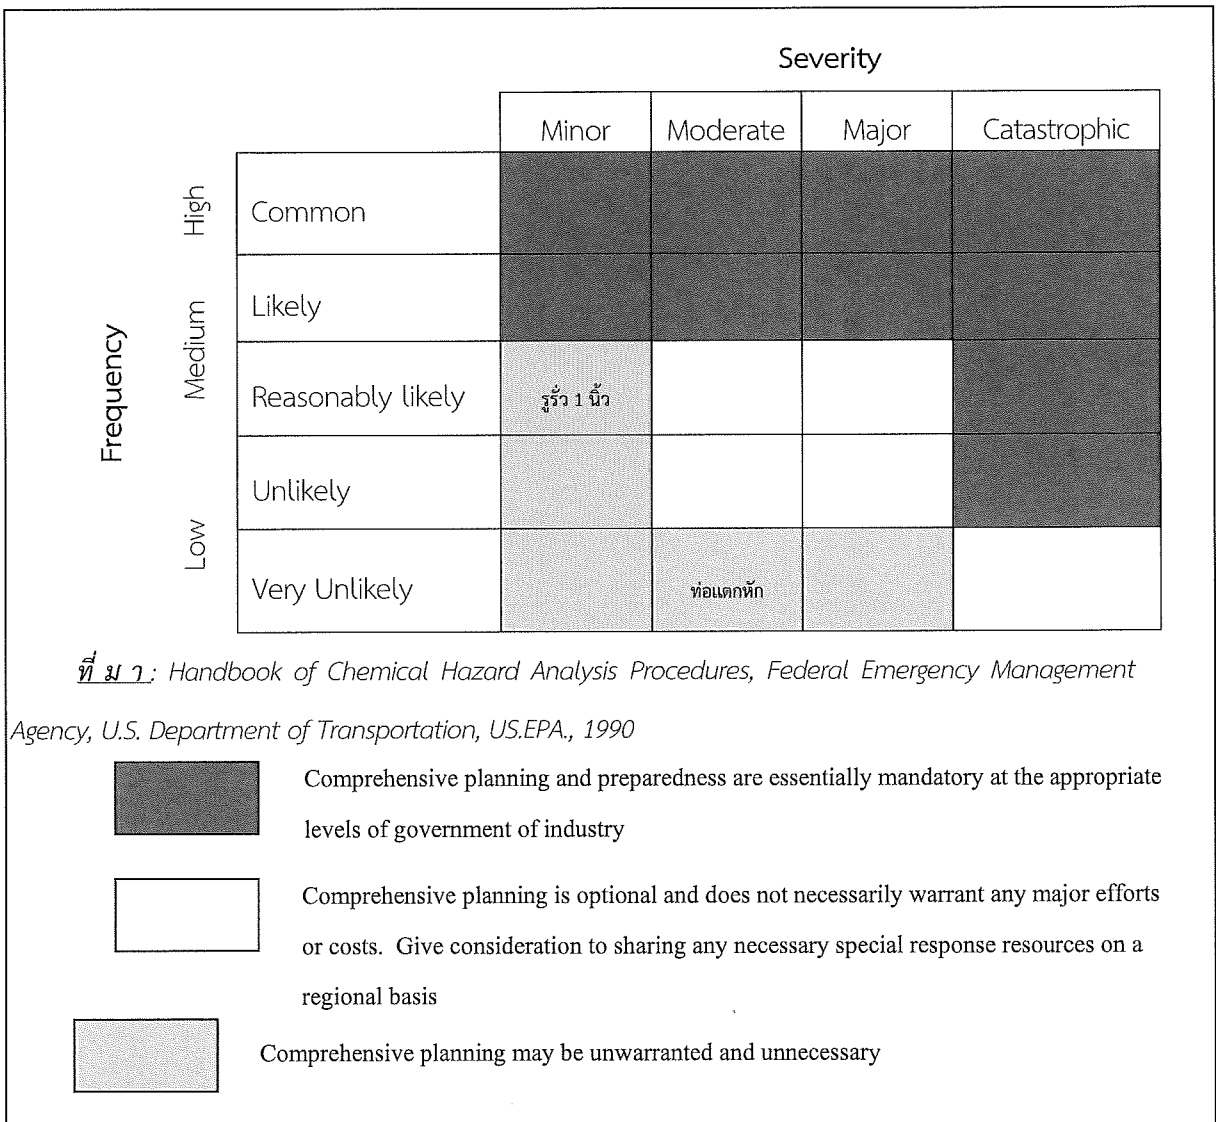 Severity
Minor Moderate Major Catastrophic
Frequency
High
Medium
Low
Common
Likely
Reasonably likely รูรั่ว 1 นิ้ว
Unlikely
Very Unlikely ท่อแตกหัก
ที่มา: Handbook of Chemical Hazard Analysis Procedures, Federal Emergency Management
Agency, U.S. Department of Transportation, US.EPA., 1990
Comprehensive planning and preparedness are essentially mandatory at the appropriate
levels of government of industry
Comprehensive planning is optional and does not necessarily warrant any major efforts
or costs. Give consideration to sharing any necessary special response resources on a
regional basis
Comprehensive planning may be unwarranted and unnecessary